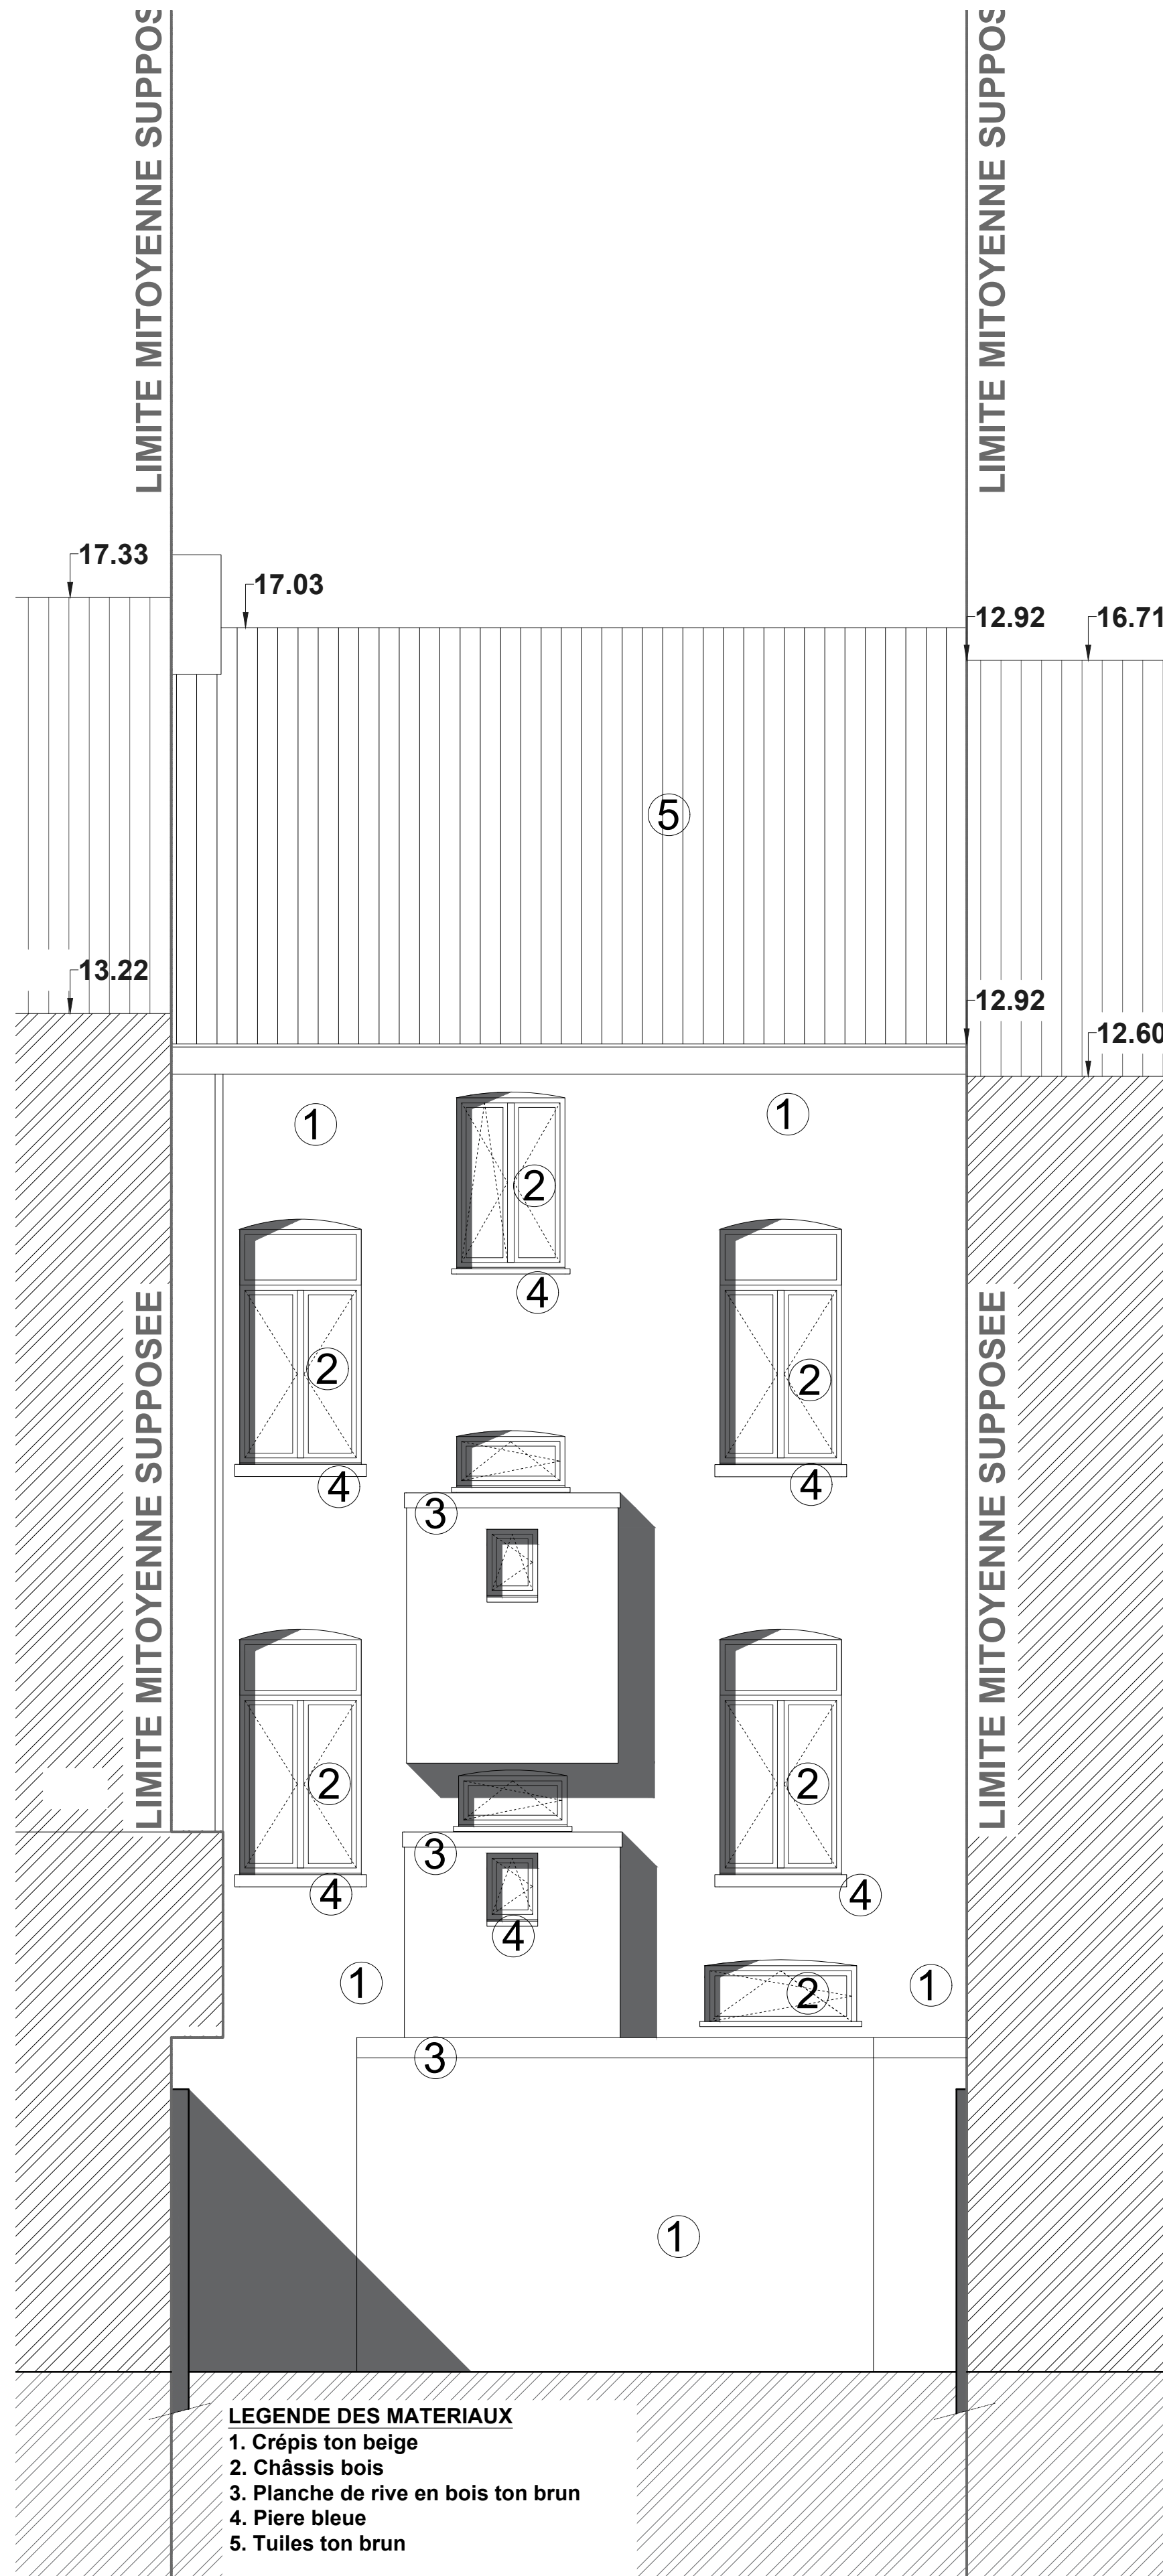 LIMITE MITOYENNE SUPPOS
LIMITE MITOYENNE SUPPOS
17.33
17.03
12.92
16.71
5
13.22
12.92
12.60
1
1
2
4
2
2
4
4
3
LIMITE MITOYENNE SUPPOSEE
LIMITE MITOYENNE SUPPOSEE
2
2
3
4
4
4
1
2
1
3
1
LEGENDE DES MATERIAUX
1. Crépis ton beige
2. Châssis bois
3. Planche de rive en bois ton brun
4. Piere bleue
5. Tuiles ton brun